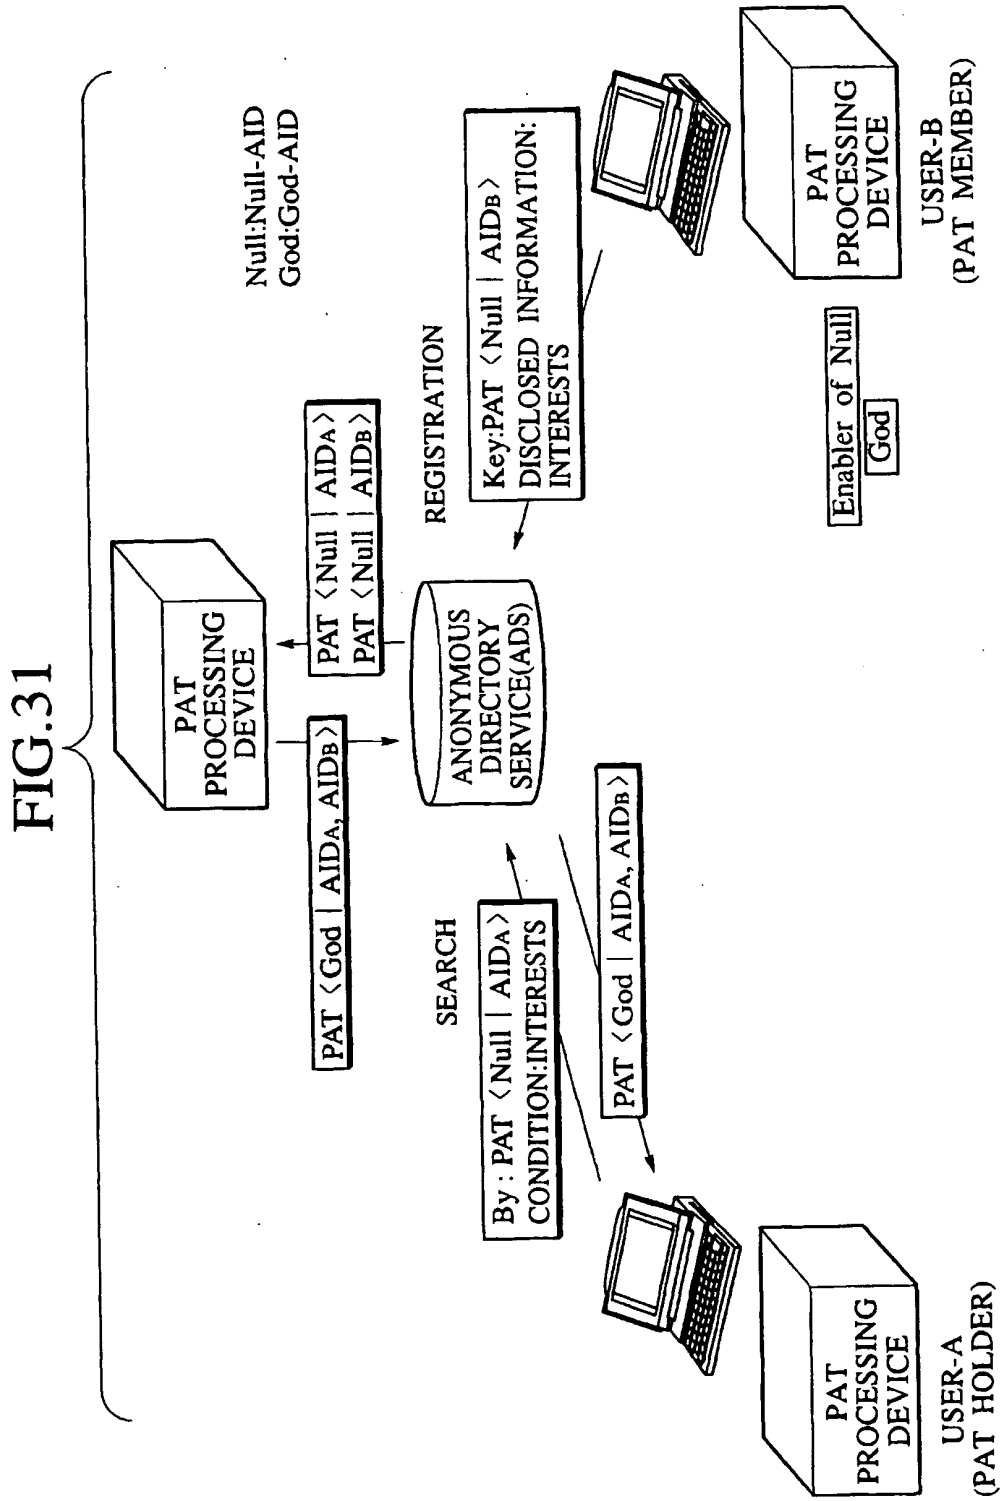 FIG.31
PAT
PROCESSING
DEVICE
Null:Null-AID
God:God-AID
PAT <God | AIDA, AIDB>
PAT <Null | AIDA>
PAT <Null | AIDB>
SEARCH
REGISTRATION
ANONYMOUS
DIRECTORY
SERVICE(ADS)
By : PAT <Null | AIDA>
CONDITION:INTERESTS
Key:PAT <Null | AIDB>
DISCLOSED INFORMATION:
INTERESTS
PAT <God | AIDA, AIDB>
PAT
PROCESSING
DEVICE
USER-A
(PAT HOLDER)
Enabler of Null
God
PAT
PROCESSING
DEVICE
USER-B
(PAT MEMBER)